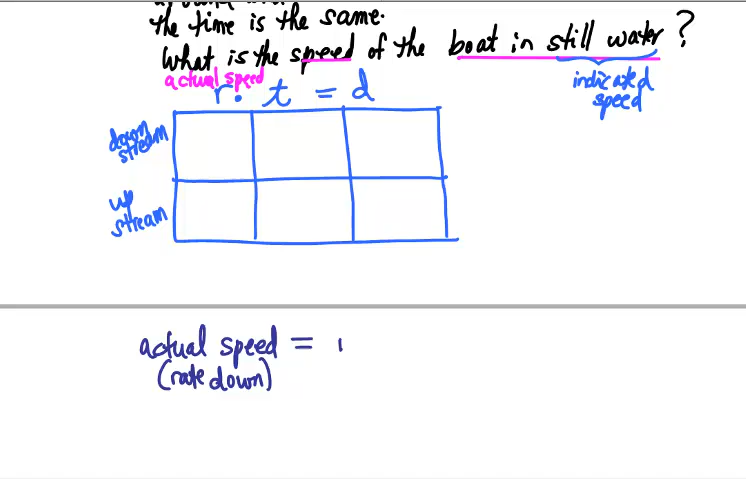 the time is the same.
What is the speed of the boat in still water?
actual speed
indicated
speed
r. t = d
down
stream
up
stream
actual speed =
(rate down)